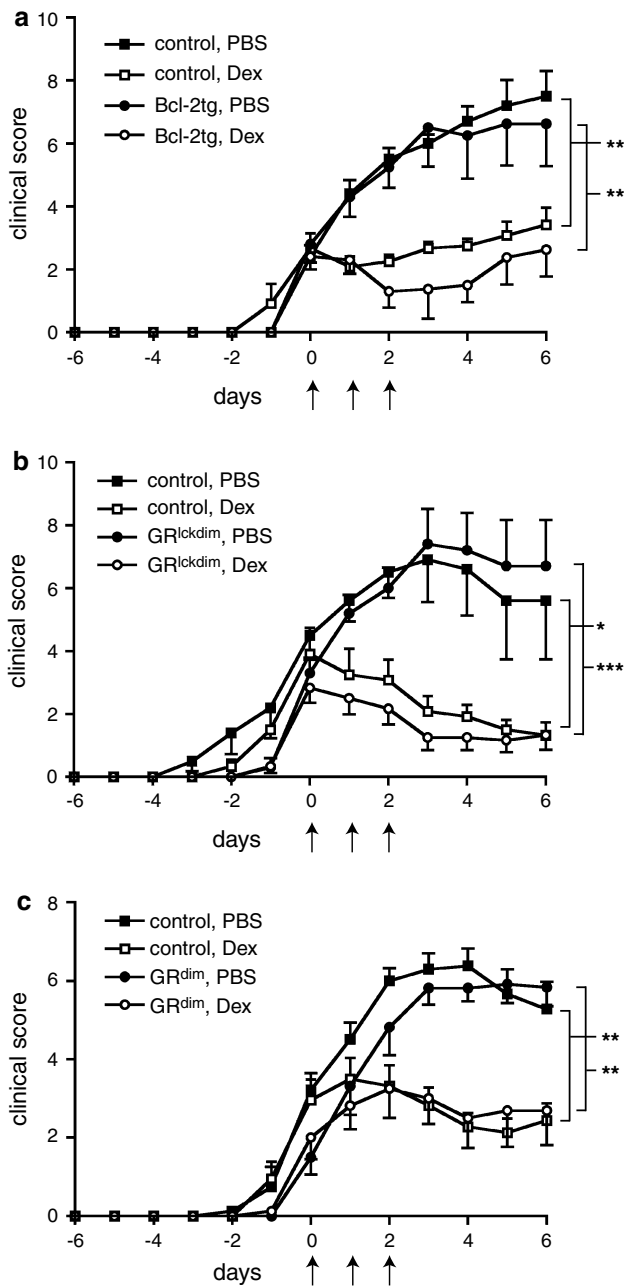 a
10
control, PBS
control, Dex
Bcl-2tg, PBS
Bcl-2tg, Dex
8
6
4
2
0
clinical score
**
**
-6 -4 -2 0 2 4 6
days
b
10
control, PBS
control, Dex
GRlckdim, PBS
GRlckdim, Dex
8
6
4
2
0
clinical score
*
***
-6 -4 -2 0 2 4 6
days
c
8
control, PBS
control, Dex
GRdim, PBS
GRdim, Dex
6
4
2
0
clinical score
**
**
-6 -4 -2 0 2 4 6
days